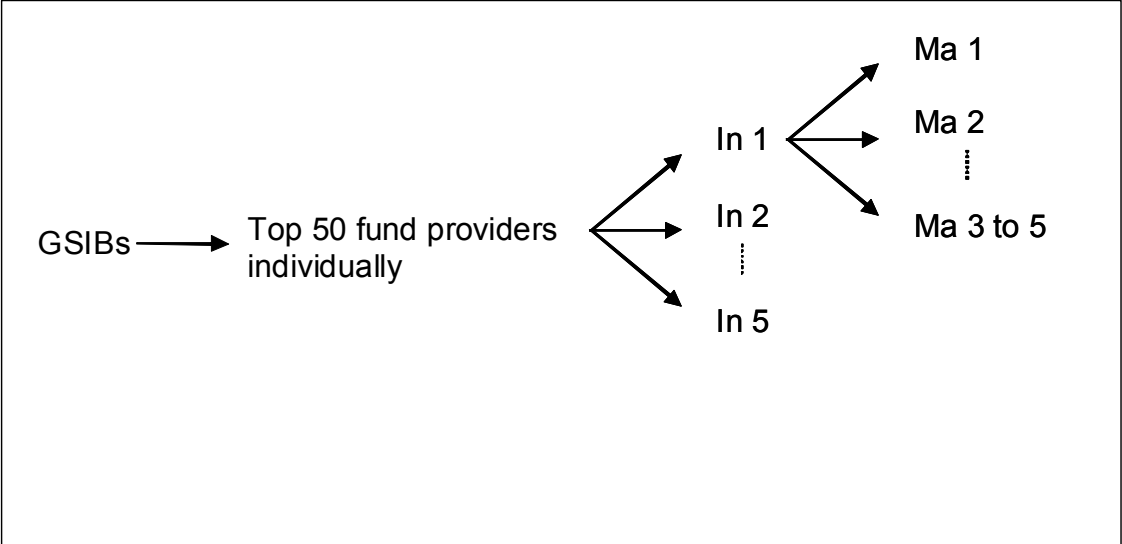 GSIBs
Top 50 fund providers
individually
In 1
In 2
In 5
Ma 1
Ma 2
Ma 3 to 5